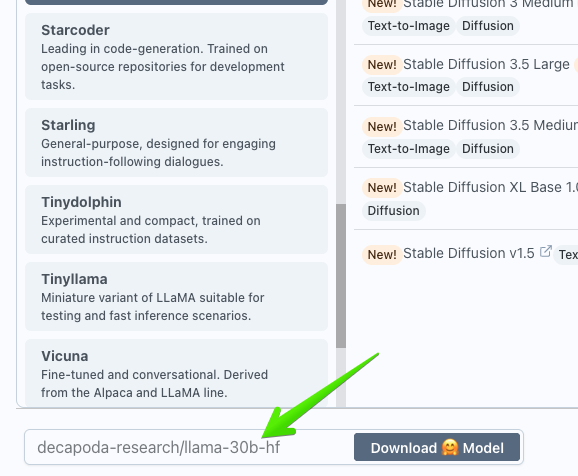 Starcoder
Leading in code-generation. Trained on
open-source repositories for development
tasks.
Starling
General-purpose, designed for engaging
instruction-following dialogues.
Tinydolphin
Experimental and compact, trained on
curated instruction datasets.
Tinyllama
Miniature variant of LLaMA suitable for
testing and fast inference scenarios.
Vicuna
Fine-tuned and conversational. Derived
from the Alpaca and LLaMA line.
New! Stable Diffusion 3 Medium
Text-to-Image Diffusion
New! Stable Diffusion 3.5 Large
Text-to-Image Diffusion
New! Stable Diffusion 3.5 Medium
Text-to-Image Diffusion
New! Stable Diffusion XL Base 1.0
Diffusion
New! Stable Diffusion v1.5 Tex
decapoda-research/llama-30b-hf
Download 🤗 Model